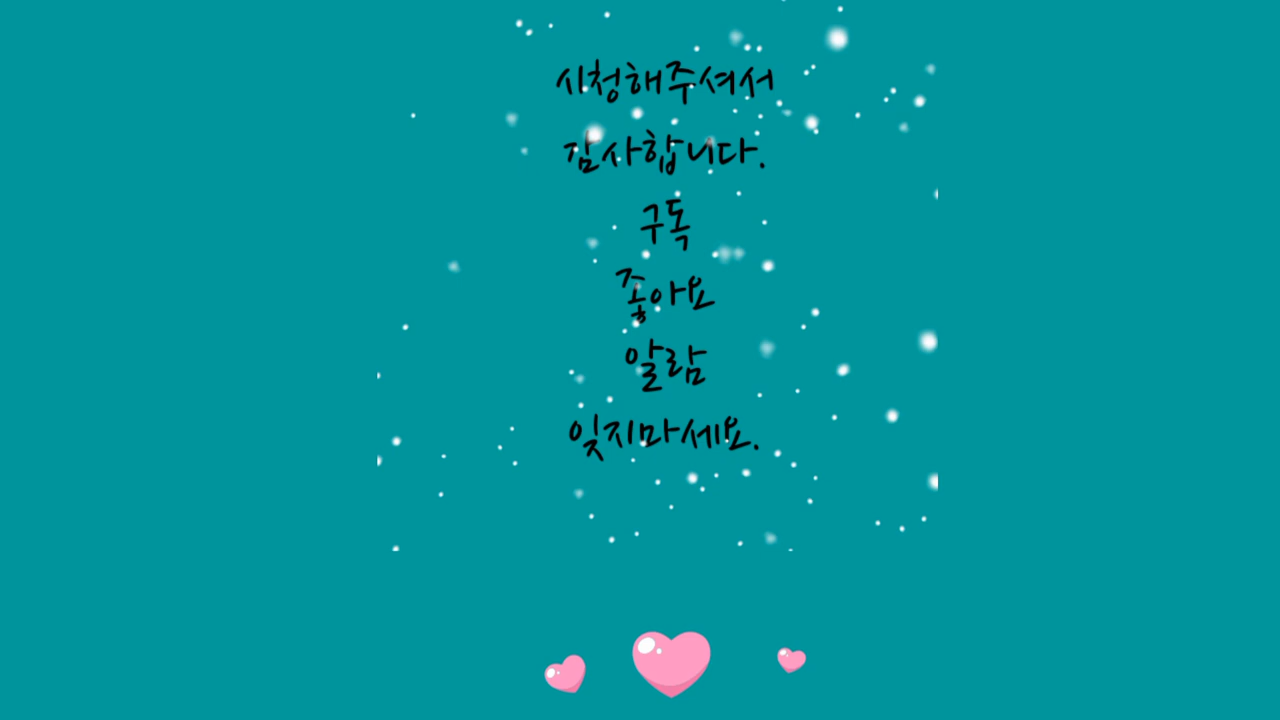 시청해주셔서
감사합니다.
구독
좋아요
알람
잊지마세요.